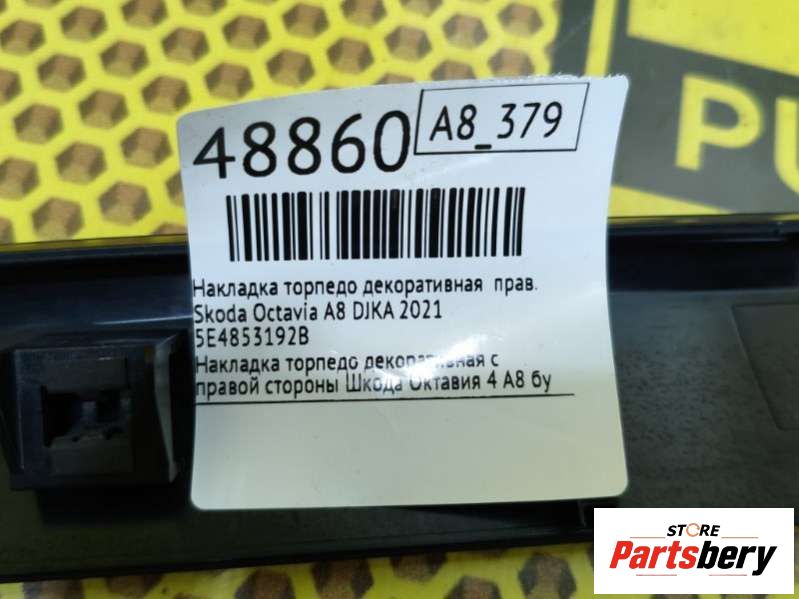 48860
A8_379
Накладка торпедо декоративная прав.
Skoda Octavia A8 DJKA 2021
5E4853192B
Накладка торпедо декоративная с
правой стороны Шкода Октавия 4 А8 бу
PU
STORE
Partsbery